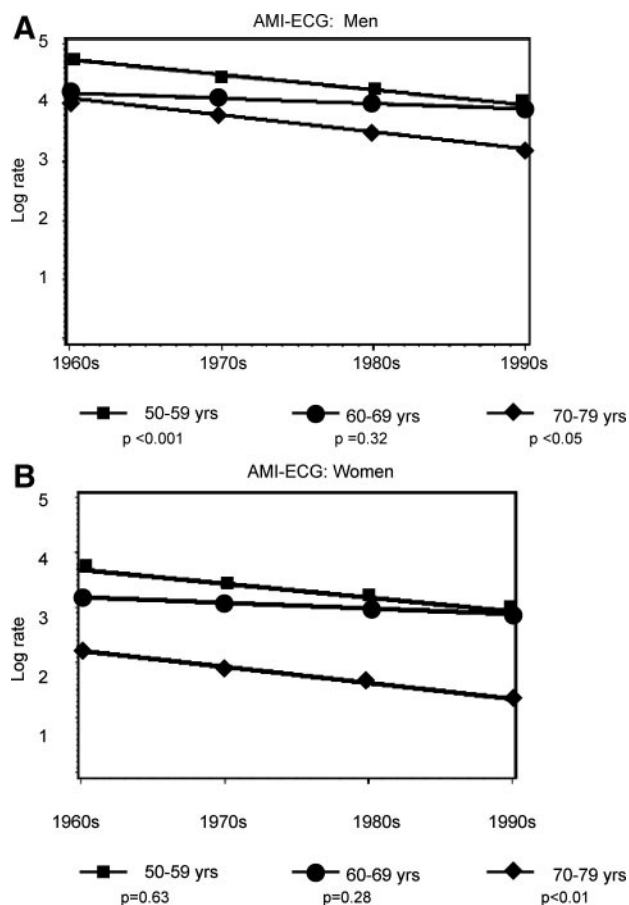 A
AMI-ECG: Men
5
4
3
2
1
Log rate
1960s 1970s 1980s 1990s
50-59 yrs 60-69 yrs 70-79 yrs
p <0.001 p =0.32 p <0.05
B
AMI-ECG: Women
5
4
3
2
1
Log rate
1960s 1970s 1980s 1990s
50-59 yrs 60-69 yrs 70-79 yrs
p=0.63 p=0.28 p<0.01